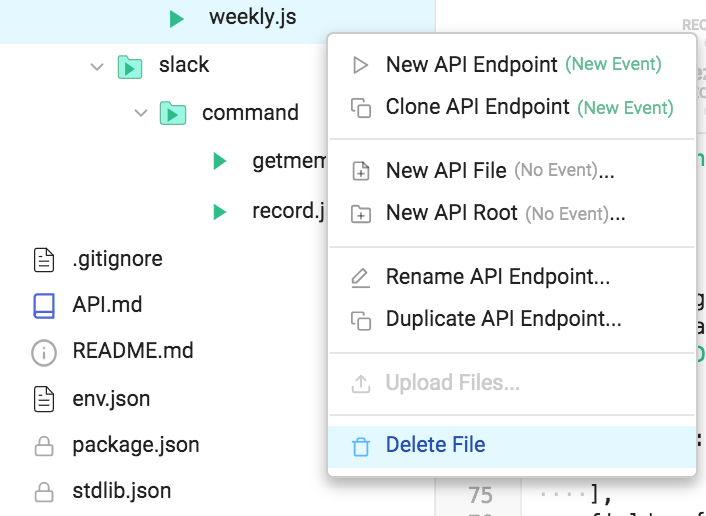 weekly.js
REQ
slack
New API Endpoint (New Event)
command
Clone API Endpoint (New Event)
New API File (No Event)...
record.j
New API Root (No Event)...
.gitignore
Rename API Endpoint...
API.md
Duplicate API Endpoint...
README.md
Upload Files...
env.json
package.json
Delete File
stdlib.json
75 ....],